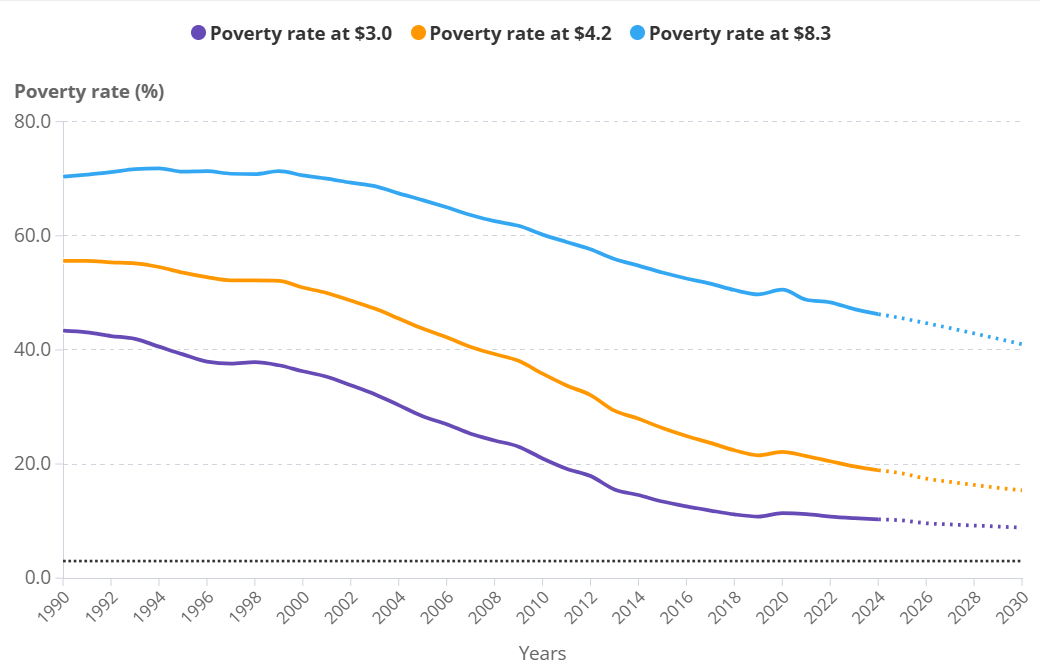 Poverty rate at $3.0 Poverty rate at $4.2 Poverty rate at $8.3
Poverty rate (%)
80.0
60.0
40.0
20.0
0.0
1990 1992 1994 1996 1998 2000 2002 2004 2006 2008 2010 2012 2014 2016 2018 2020 2022 2024 2026 2028 2030
Years